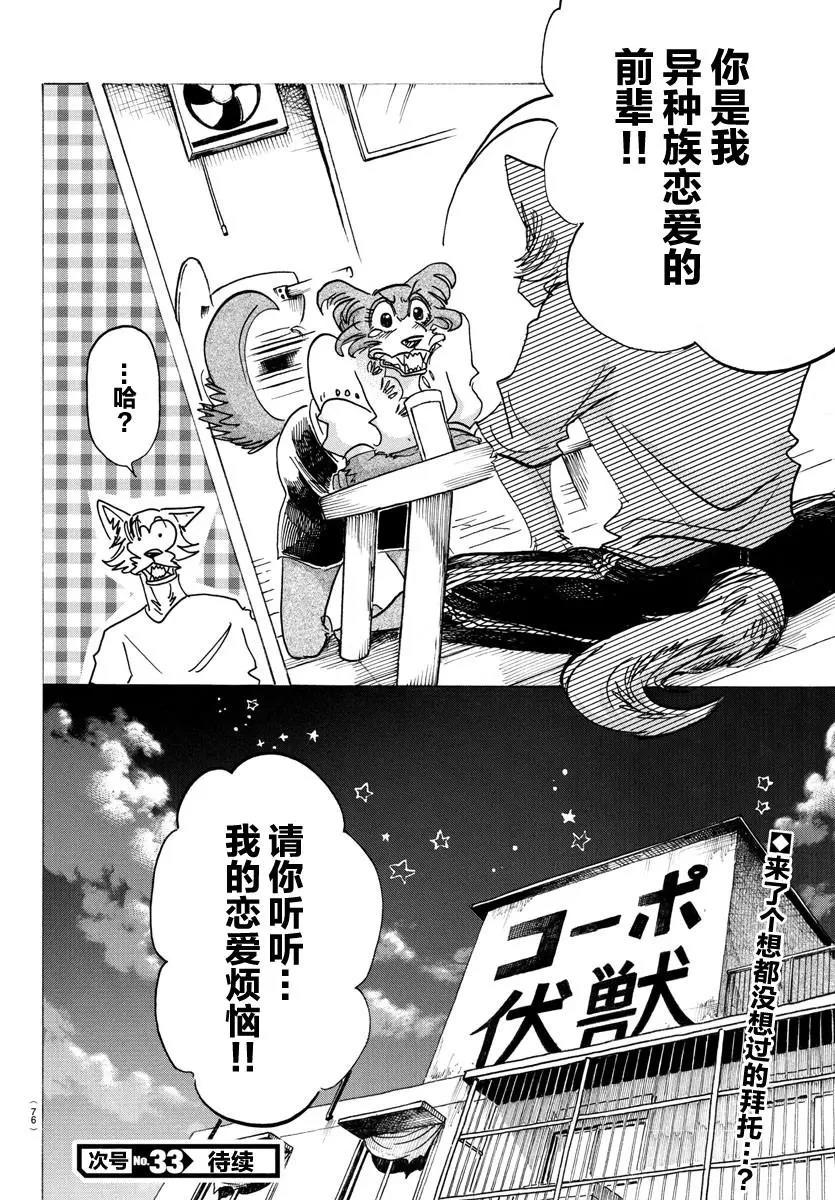 你是我
异种族恋爱的
前辈!!
…哈?
请你听听…
我的恋爱烦恼!!
コーポ
伏獣
◆来了个想都没想过的拜托…?
次号No.33 待续
(76)